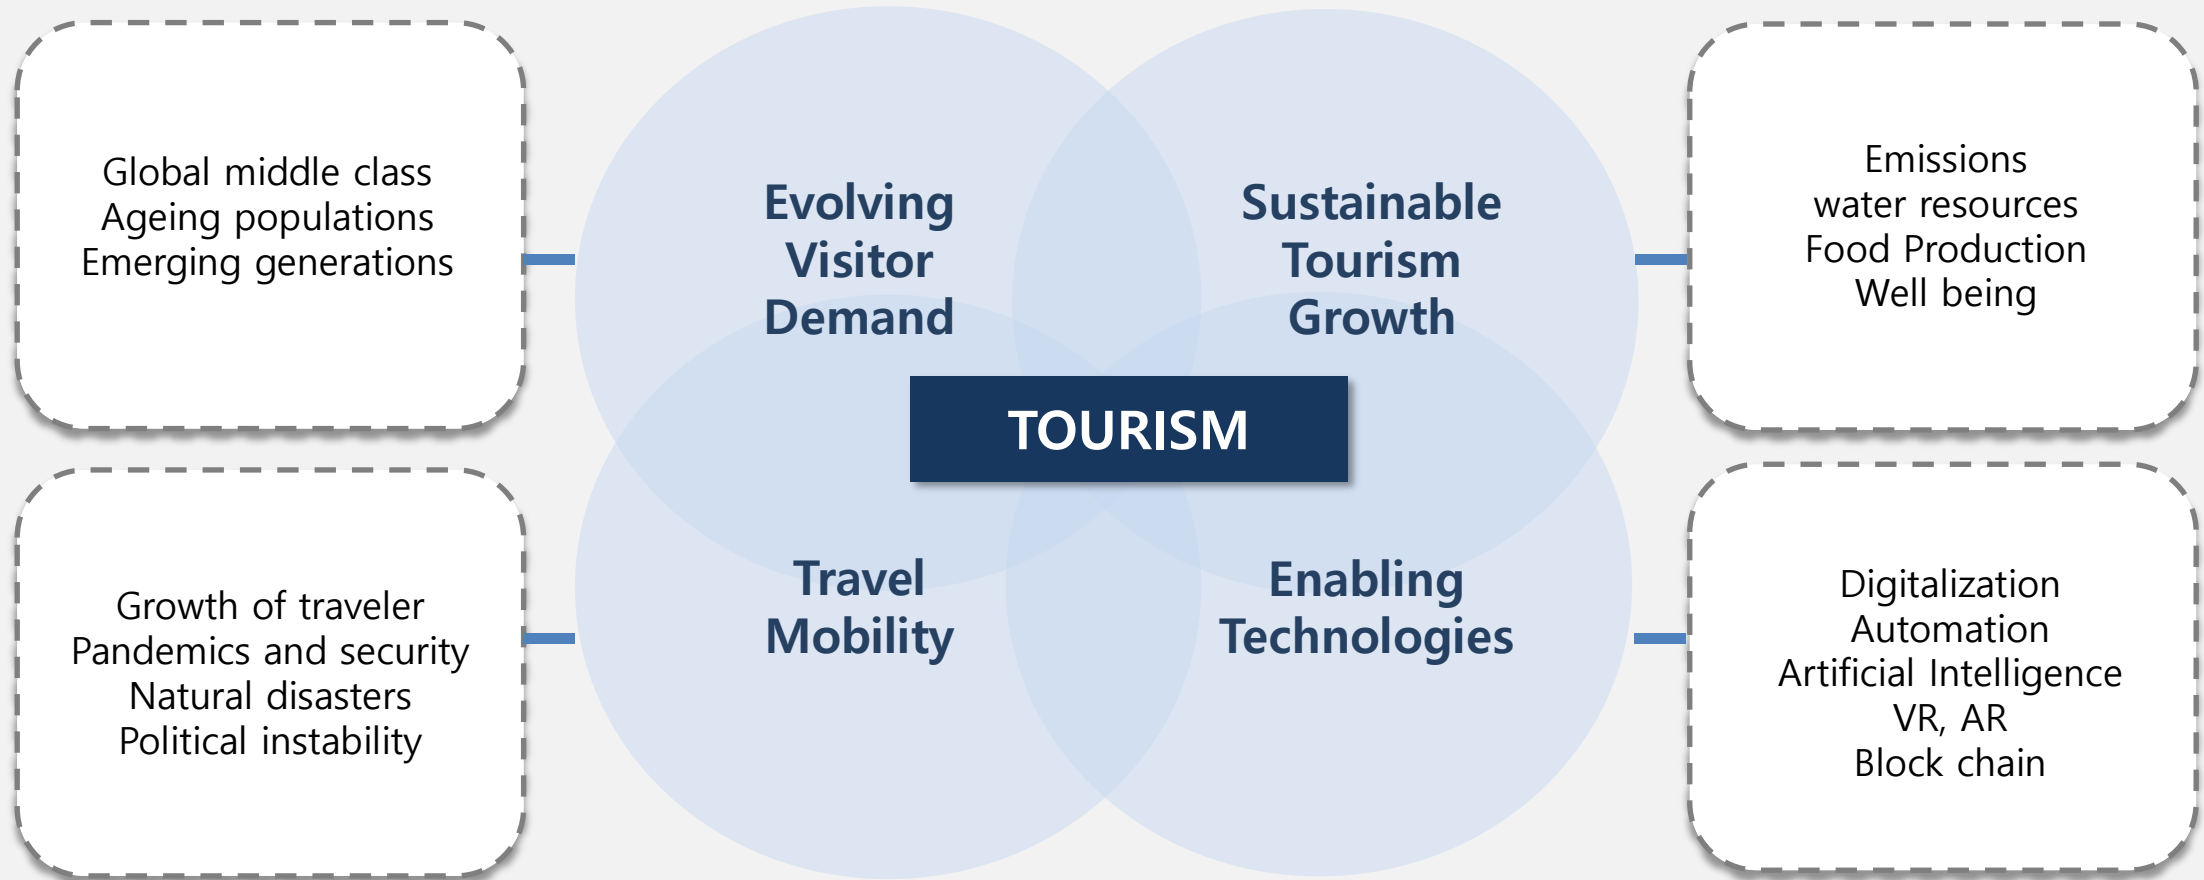 Global middle class
Ageing populations
Emerging generations
Evolving
Visitor
Demand
Sustainable
Tourism
Growth
Emissions
water resources
Food Production
Well being
TOURISM
Growth of traveler
Pandemics and security
Natural disasters
Political instability
Travel
Mobility
Enabling
Technologies
Digitalization
Automation
Artificial Intelligence
VR, AR
Block chain